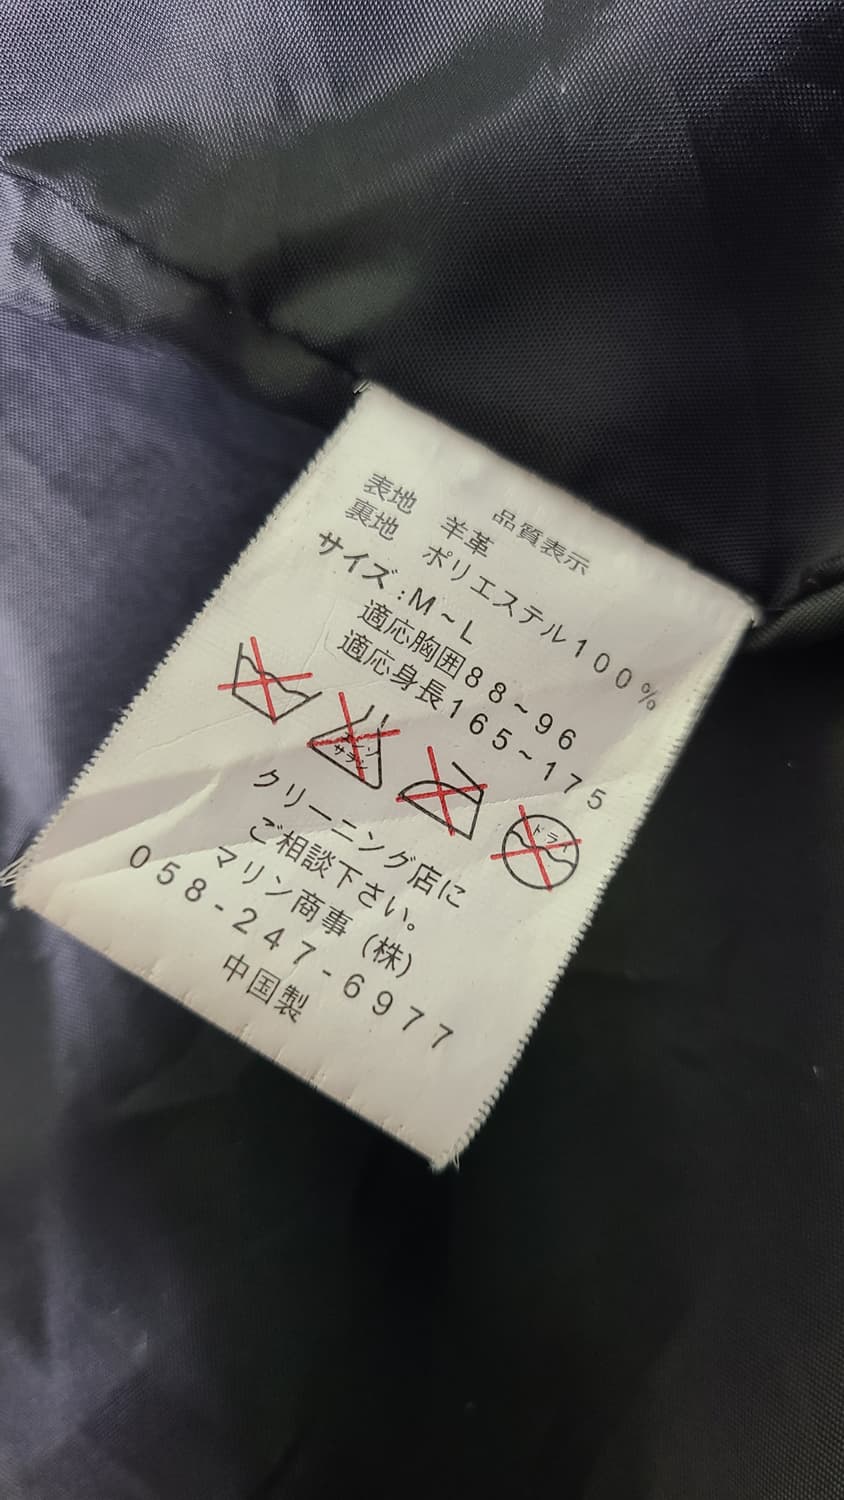 品質表示
表地 羊革
裏地 ポリエステル100%
サイズ:M~L
適応胸囲88~96
適応身長165~175
エンソ
サラシ
ドライ
クリーニング店に
ご相談下さい。
マリン商事(株)
058-247-6977
中国製